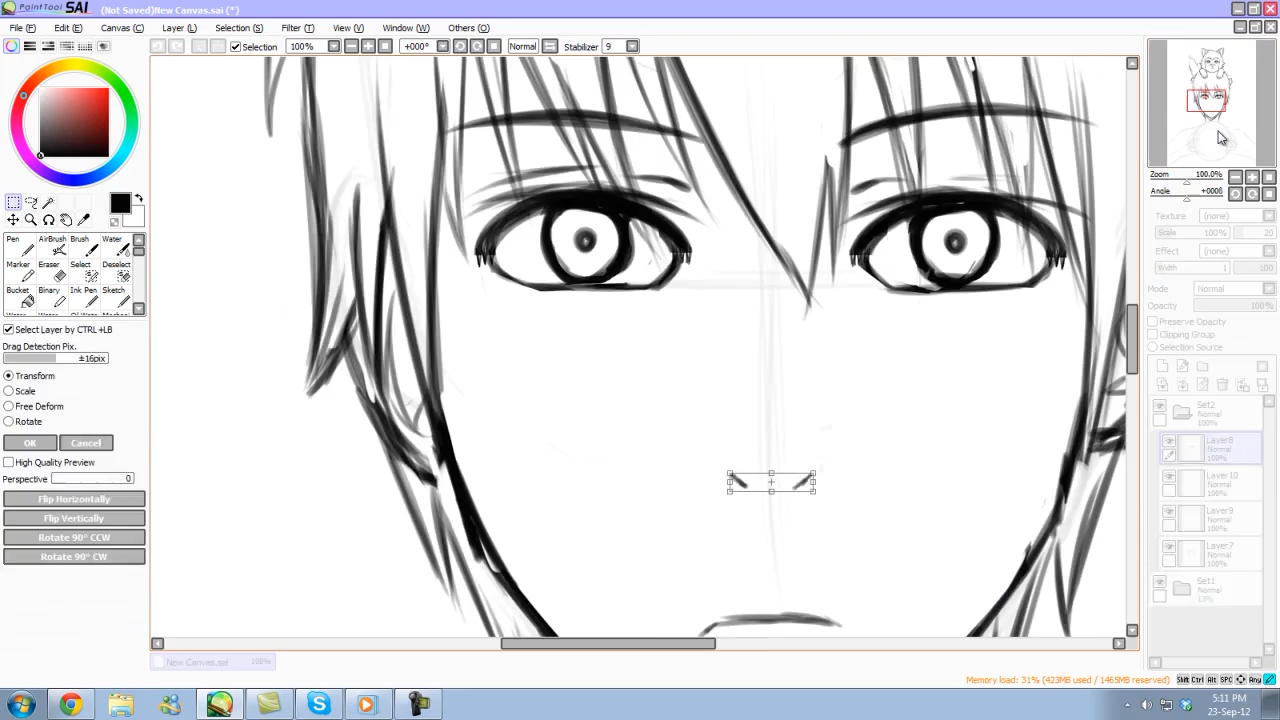 PaintTool SAI (Not Saved)New Canvas.sai (*)
File (F) Edit (E) Canvas (C) Layer (L) Selection (S) Filter (T) View (V) Window (W) Others (O)
Selection 100% +000° Normal Stabilizer 9
Pen AirBrush Brush Water
Marker Eraser Select Deselect
Bucket Binary Ink Pen Sketch
Select Layer by CTRL +LB
Drag Detection Pix. ±16pix
Transform
Scale
Free Deform
Rotate
OK Cancel
High Quality Preview
Perspective 0
Flip Horizontally
Flip Vertically
Rotate 90° CCW
Rotate 90° CW
Zoom 100.0%
Angle
Texture (none)
Scale 100% 20
Effect (none)
Width 1 100
Mode Normal
Opacity 100%
Preserve Opacity
Clipping Group
Selection Source
Set2
Normal
100%
Layer8
Normal
100%
Layer10
Normal
100%
Layer9
Normal
100%
Layer7
Normal
100%
Set1
Normal
New Canvas.sai 100%
Memory load: 31% (423MB used / 1465MB reserved)
Shift Ctrl Alt SPC Any
5:11 PM
23-Sep-12